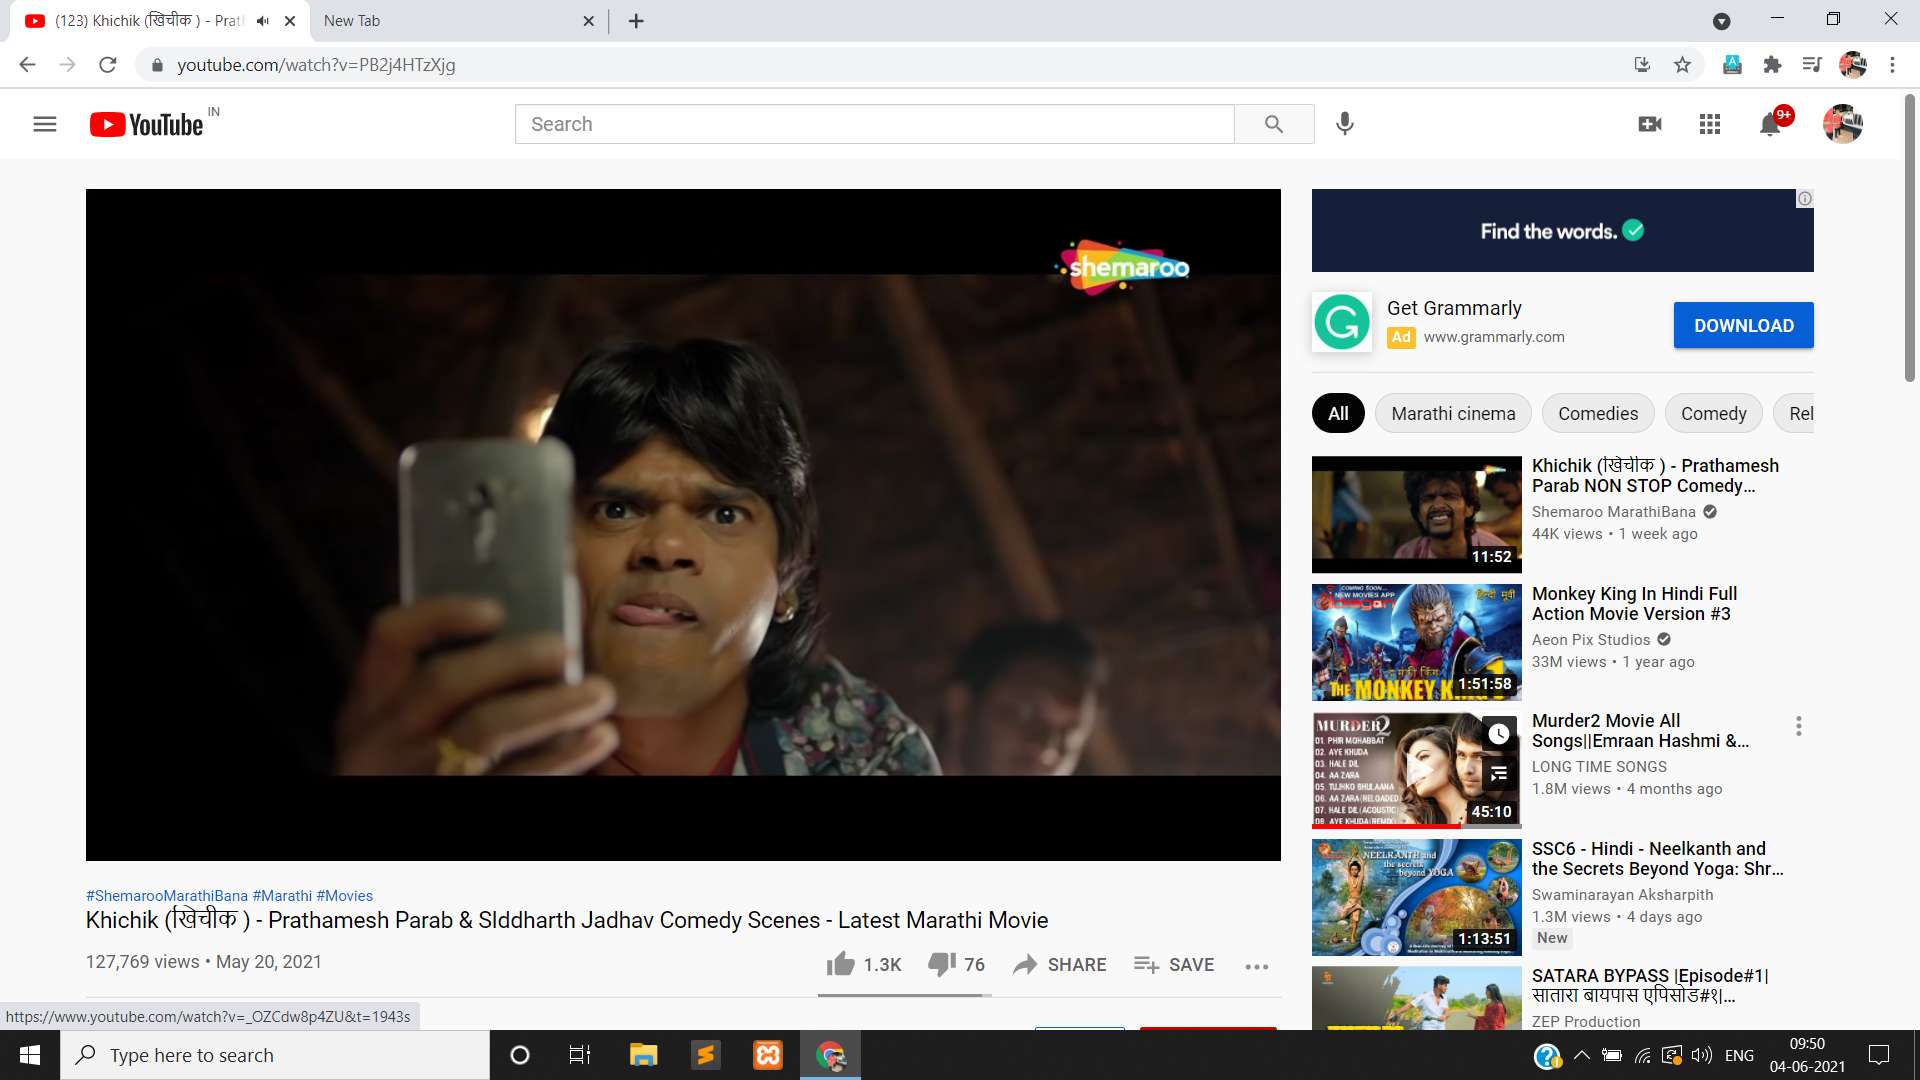 (123) Khichik (खिचीक ) - Prat
New Tab
youtube.com/watch?v=PB2j4HTzXjg
YouTube IN
Search
9+
shemaroo
Find the words.
Get Grammarly
Ad www.grammarly.com
DOWNLOAD
All Marathi cinema Comedies Comedy Rel
Khichik (खिचीक ) - Prathamesh
Parab NON STOP Comedy…
Shemaroo MarathiBana
44K views • 1 week ago
11:52
COMING SOON...
NEW MOVIES APP
हिन्दी मूवी
THE MONKEY KING
1:51:58
Monkey King In Hindi Full
Action Movie Version #3
Aeon Pix Studios
33M views • 1 year ago
MURDER2
01. PHIR MOHABBAT
02. AYE KHUDA
03. HALE DIL
04. AA ZARA
05. TUJHKO BHULAANA
06. AA ZARA(RELOADED)
07. HALE DIL(ACOUSTIC)
08. AYE KHUDA(REMIX)
45:10
Murder2 Movie All
Songs||Emraan Hashmi &…
LONG TIME SONGS
1.8M views • 4 months ago
NEELKANTH and
the secrets
beyond YOGA
1:13:51
SSC6 - Hindi - Neelkanth and
the Secrets Beyond Yoga: Shr…
Swaminarayan Aksharpith
1.3M views • 4 days ago
New
SATARA BYPASS |Episode#1|
सातारा बायपास एपिसोड#१|…
ZEP Production
#ShemarooMarathiBana #Marathi #Movies
Khichik (खिचीक ) - Prathamesh Parab & SIddharth Jadhav Comedy Scenes - Latest Marathi Movie
127,769 views • May 20, 2021
1.3K 76 SHARE SAVE
https://www.youtube.com/watch?v=_OZCdw8p4ZU&t=1943s
Type here to search
ENG
09:50
04-06-2021